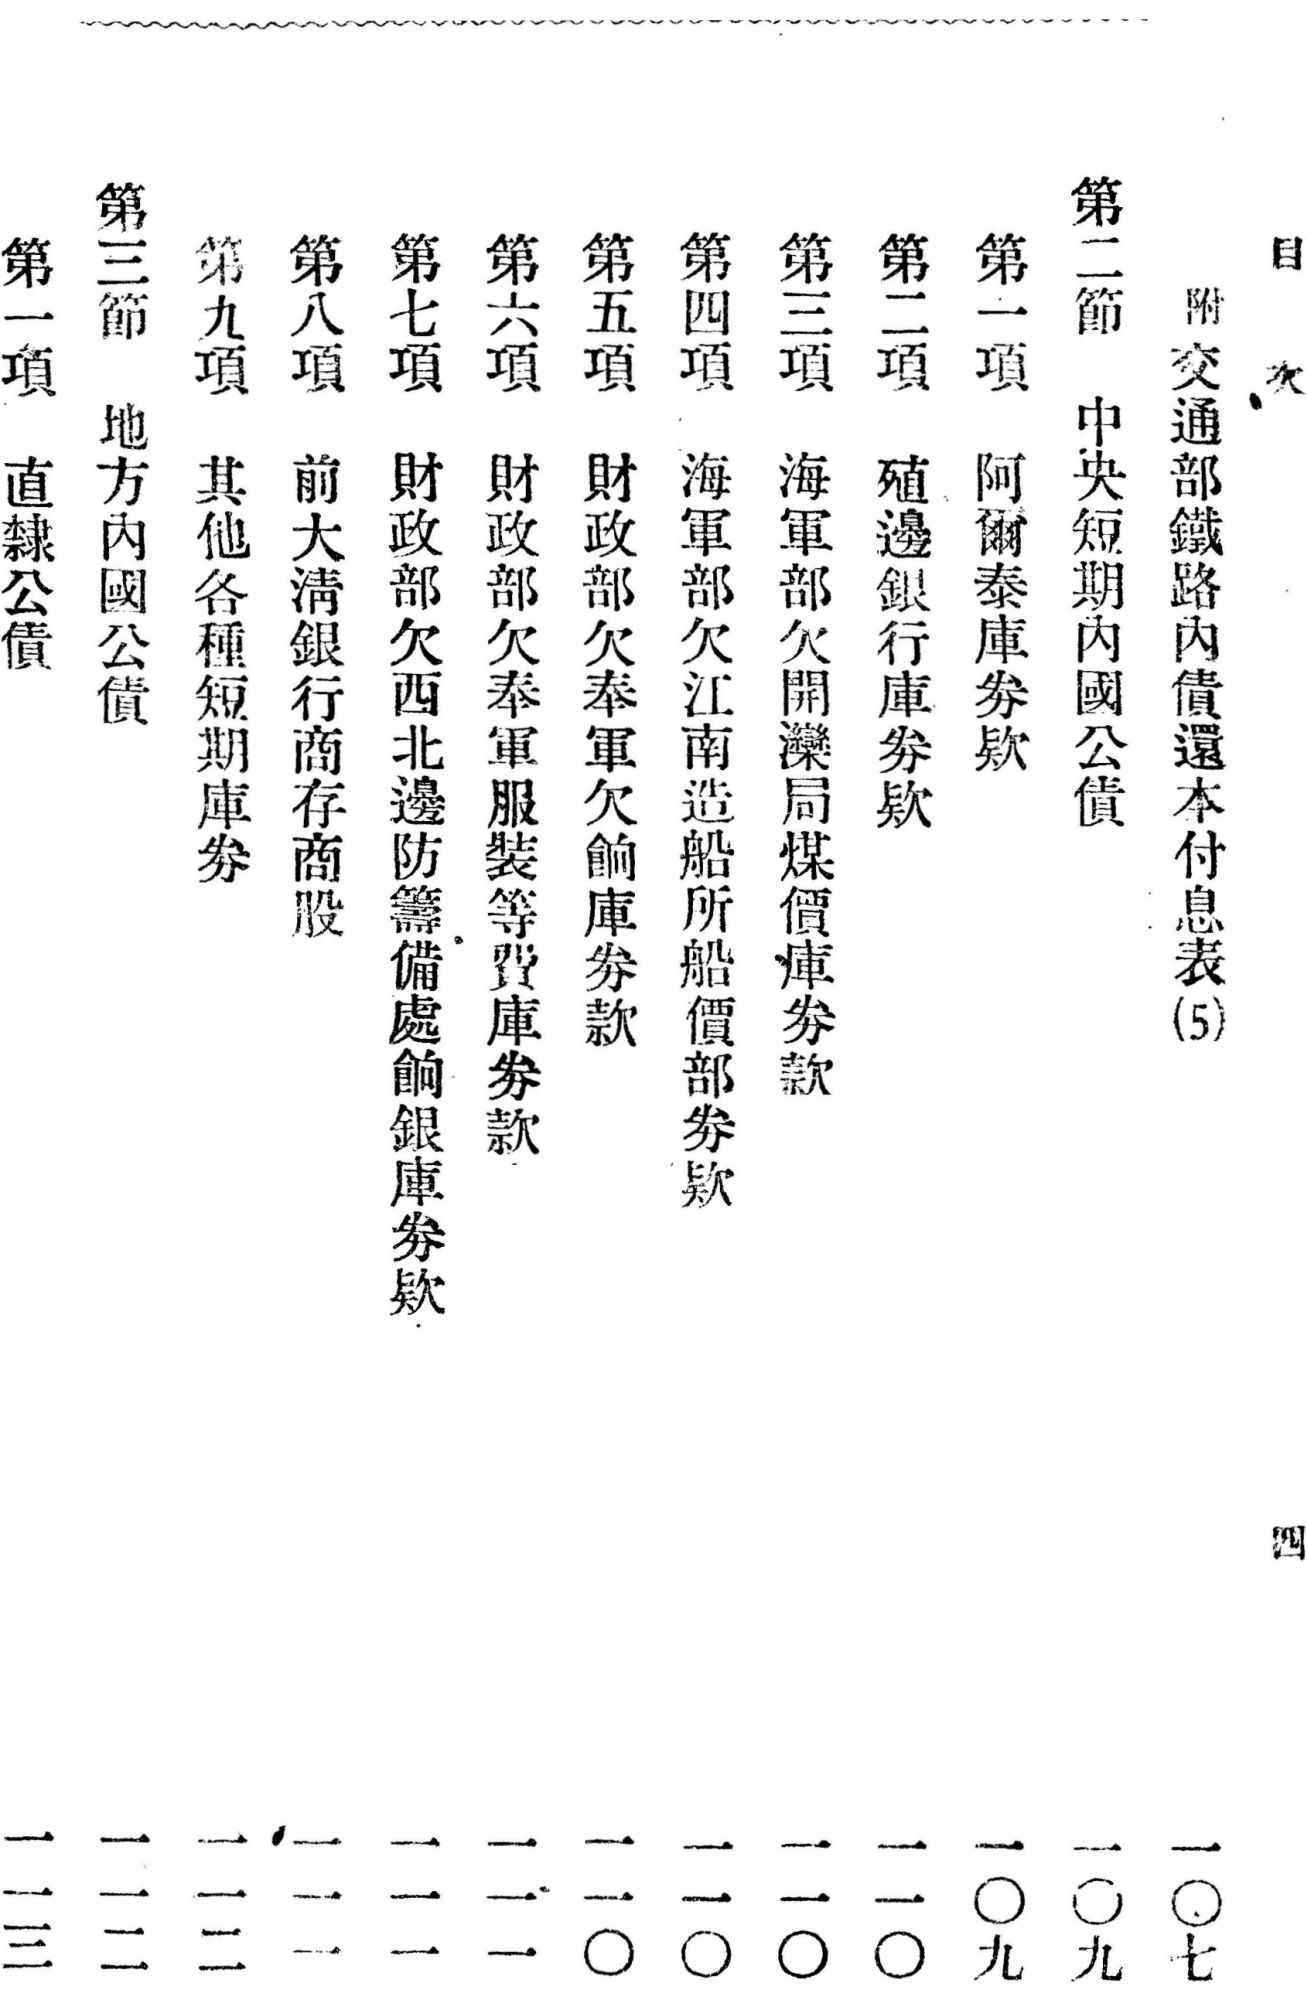 目次 四
附 交通部鐵路內債還本付息表(5) 一〇七
第二節 中央短期內國公債 一〇九
第一項 阿爾泰庫券欵 一〇九
第二項 殖邊銀行庫券欵 一一〇
第三項 海軍部欠開灤局煤價庫券款 一一〇
第四項 海軍部欠江南造船所船價部券欵 一一〇
第五項 財政部欠奉軍欠餉庫券款 一一〇
第六項 財政部欠奉軍服裝等費庫券款 一一一
第七項 財政部欠西北邊防籌備處餉銀庫券欵 一一一
第八項 前大淸銀行商存商股 一一一
第九項 其他各種短期庫券 一一二
第三節 地方內國公債 一一二
第一項 直隸公債 一一三